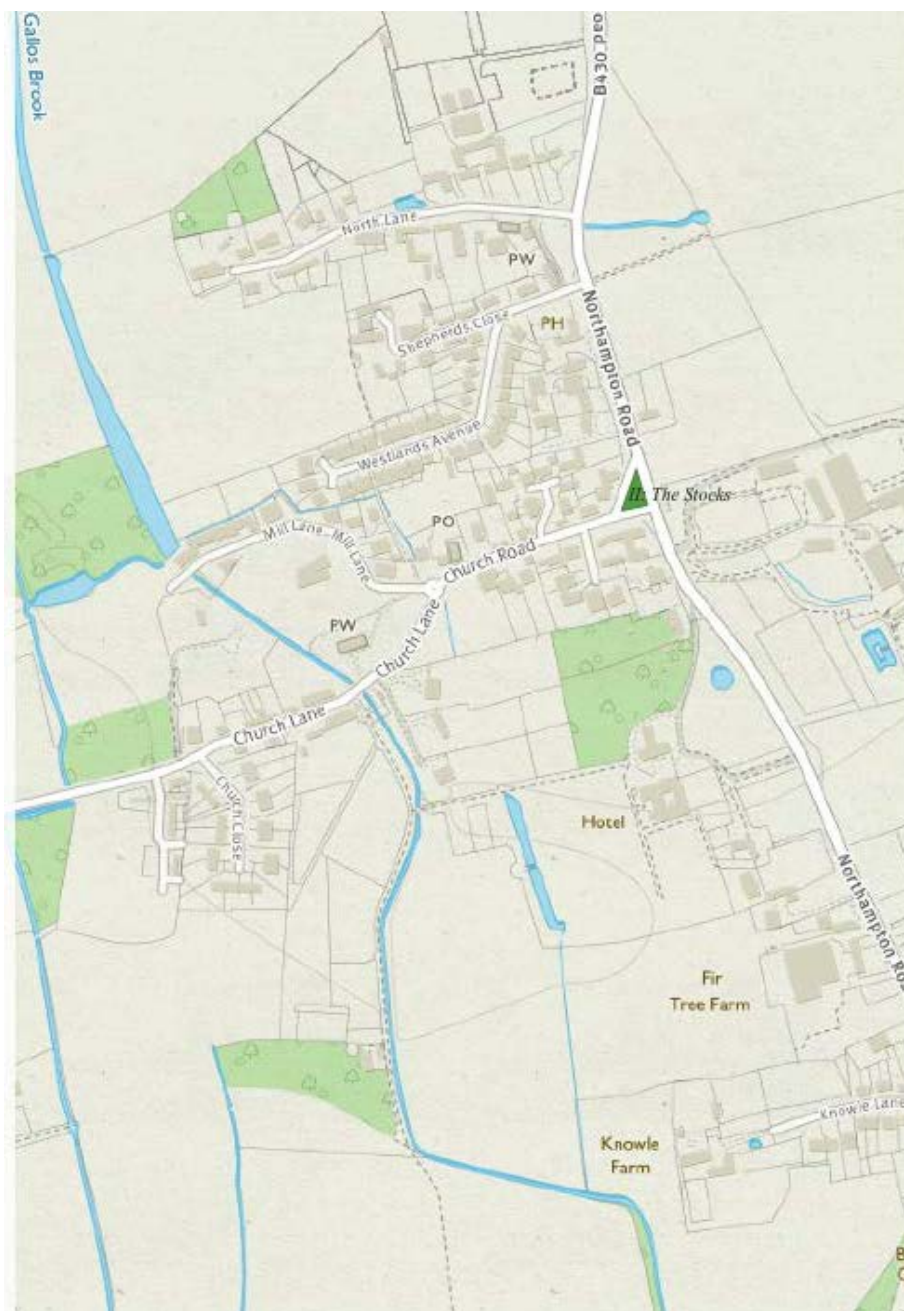 Gallos Brook
B430
North Lane
PW
Shepherds Close
PH
Northampton Road
Westlands Avenue
II: The Stocks
Mill Lane
Mill Lane
PO
Church Road
PW
Church Lane
Church Lane
Church Close
Hotel
Northampton
Fir
Tree Farm
Knowle Lane
Knowle
Farm